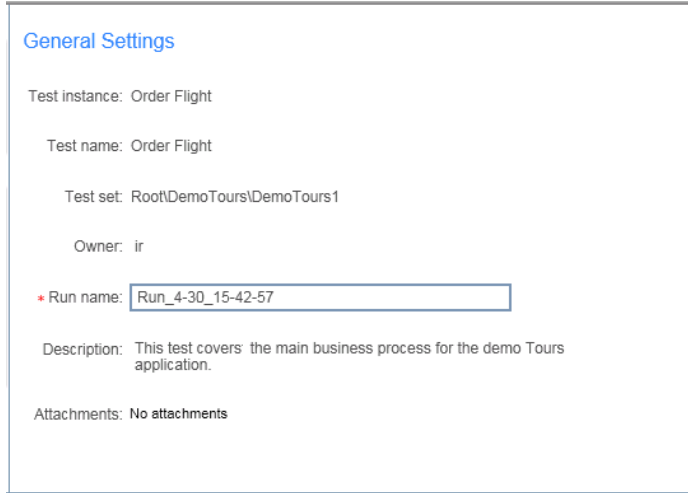 General Settings
Test instance: Order Flight
Test name: Order Flight
Test set: Root\DemoTours\DemoTours1
Owner: ir
* Run name: Run_4-30_15-42-57
Description: This test covers the main business process for the demo Tours
application.
Attachments: No attachments